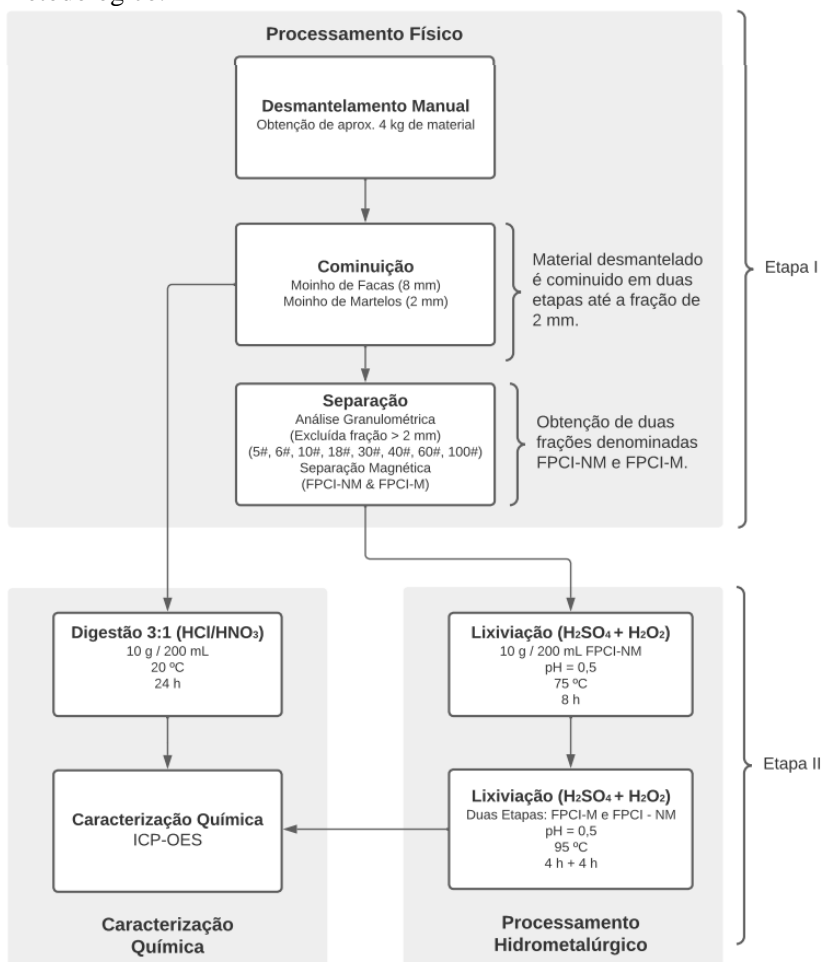 Processamento Físico
Desmantelamento Manual
Obtenção de aprox. 4 kg de material
Cominuição
Moinho de Facas (8 mm)
Moinho de Martelos (2 mm)
Material desmantelado
é cominuido em duas
etapas até a fração de
2 mm.
Etapa I
Separação
Análise Granulométrica
(Excluída fração > 2 mm)
(5#, 6#, 10#, 18#, 30#, 40#, 60#, 100#)
Separação Magnética
(FPCI-NM & FPCI-M)
Obtenção de duas
frações denominadas
FPCI-NM e FPCI-M.
Digestão 3:1 (HCl/HNO₃)
10 g / 200 mL
20 ºC
24 h
Lixiviação (H₂SO₄ + H₂O₂)
10 g / 200 mL FPCI-NM
pH = 0,5
75 ºC
8 h
Etapa II
Caracterização Química
ICP-OES
Lixiviação (H₂SO₄ + H₂O₂)
Duas Etapas: FPCI-M e FPCI - NM
pH = 0,5
95 ºC
4 h + 4 h
Caracterização
Química
Processamento
Hidrometalúrgico